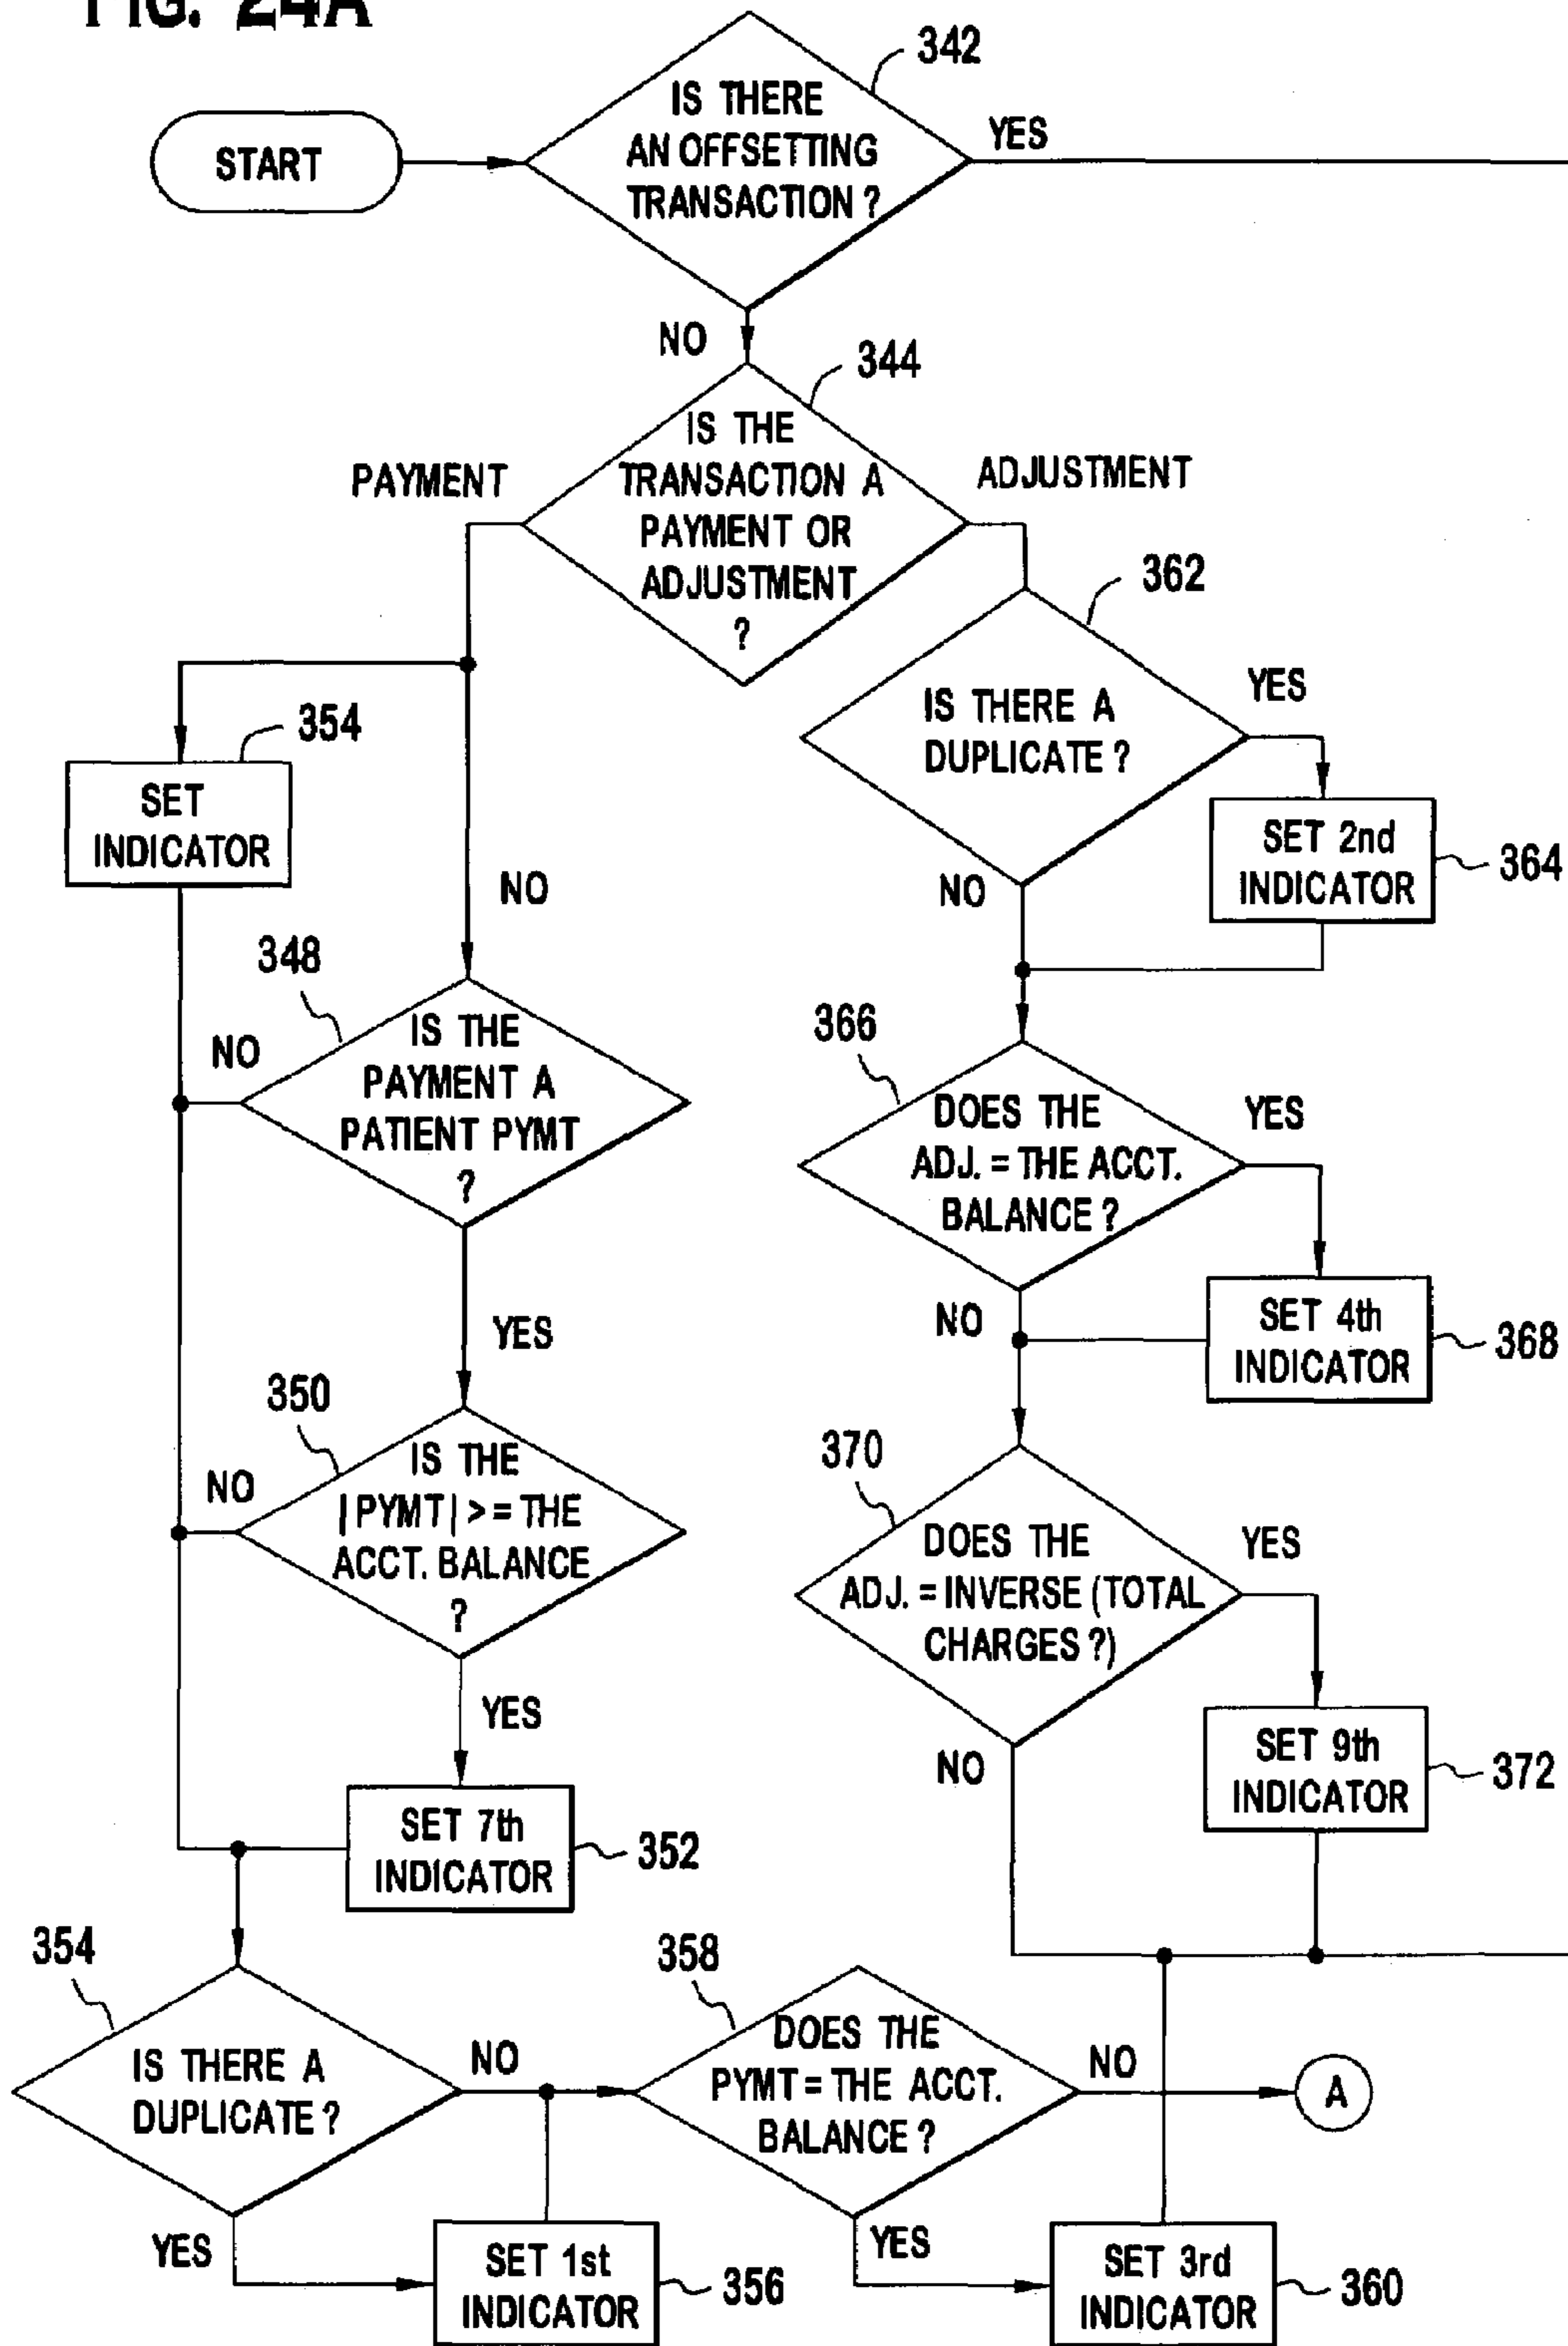 FIG. 24A
342
IS THERE
AN OFFSETTING
TRANSACTION ?
YES
START
NO
344
IS THE
TRANSACTION A
PAYMENT OR
ADJUSTMENT
?
PAYMENT
ADJUSTMENT
362
IS THERE A
DUPLICATE ?
YES
354
SET
INDICATOR
NO
SET 2nd
INDICATOR
364
NO
348
IS THE
PAYMENT A
PATIENT PYMT
?
NO
366
DOES THE
ADJ. = THE ACCT.
BALANCE ?
YES
YES
NO
SET 4th
INDICATOR
368
350
IS THE
| PYMT | > = THE
ACCT. BALANCE
?
NO
370
DOES THE
ADJ. = INVERSE (TOTAL
CHARGES ?)
YES
YES
NO
SET 9th
INDICATOR
372
SET 7th
INDICATOR
352
354
IS THERE A
DUPLICATE ?
NO
358
DOES THE
PYMT = THE ACCT.
BALANCE ?
NO
A
YES
SET 1st
INDICATOR
356
YES
SET 3rd
INDICATOR
360